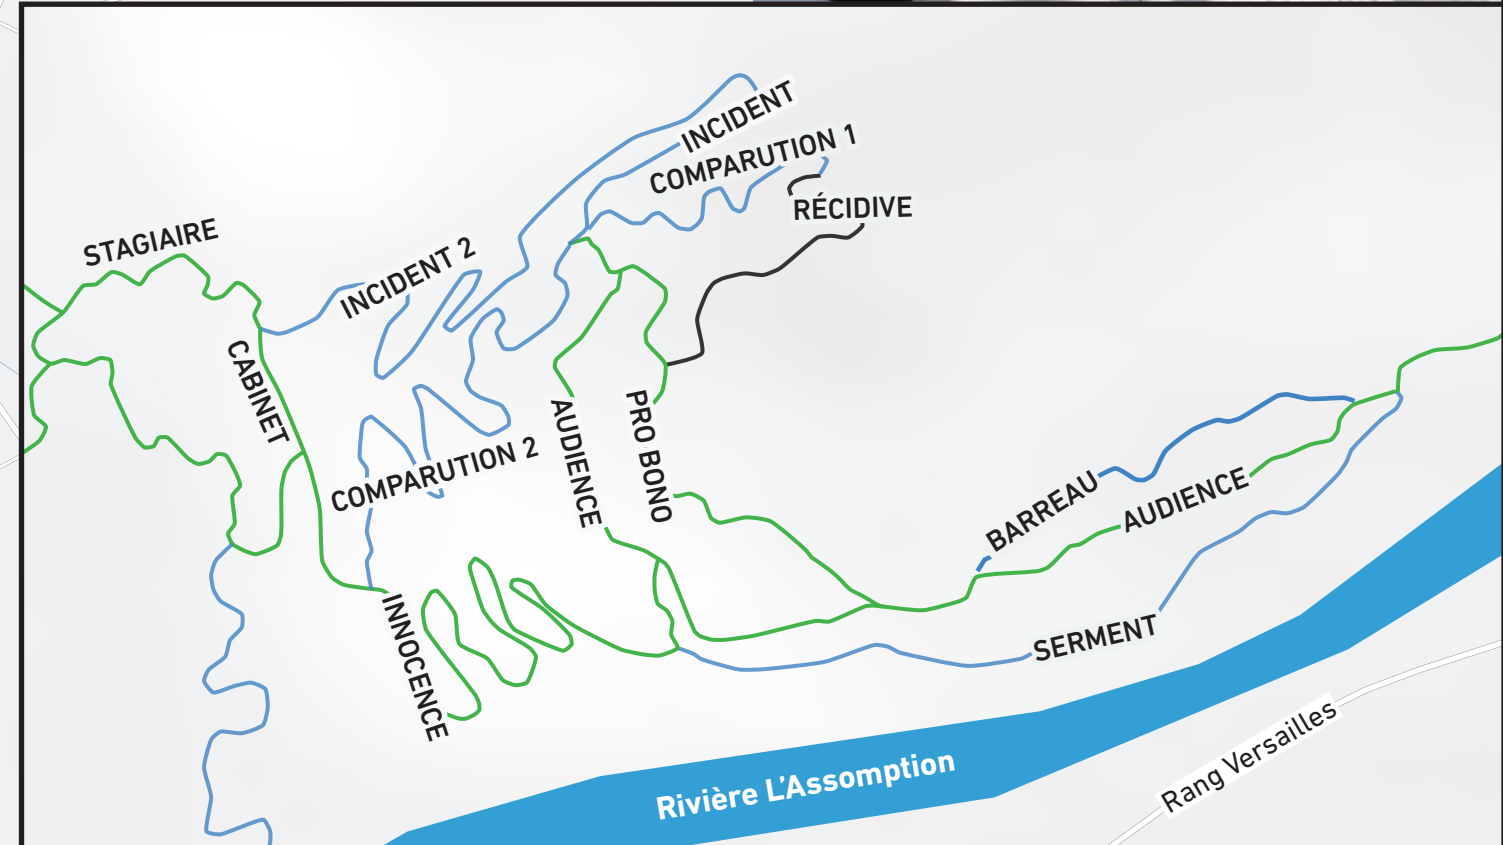 INCIDENT
COMPARUTION 1
RÉCIDIVE
STAGIAIRE
INCIDENT 2
CABINET
AUDIENCE
PRO BONO
COMPARUTION 2
BARREAU
AUDIENCE
INNOCENCE
SERMENT
Rivière L'Assomption
Rang Versailles